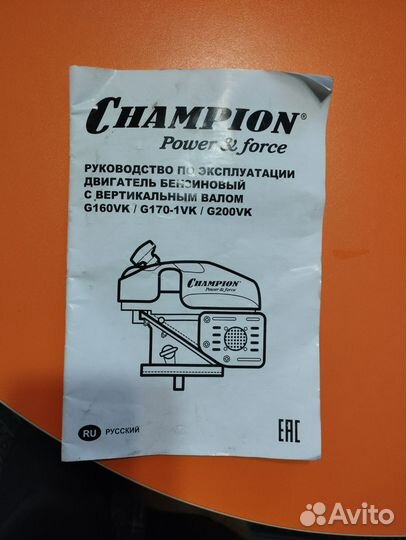 CHAMPION®
Power & force
РУКОВОДСТВО ПО ЭКСПЛУАТАЦИИ
ДВИГАТЕЛЬ БЕНЗИНОВЫЙ
С ВЕРТИКАЛЬНЫМ ВАЛОМ
G160VK / G170-1VK / G200VK
CHAMPION
Power & force
RU РУССКИЙ
EAC
Avito